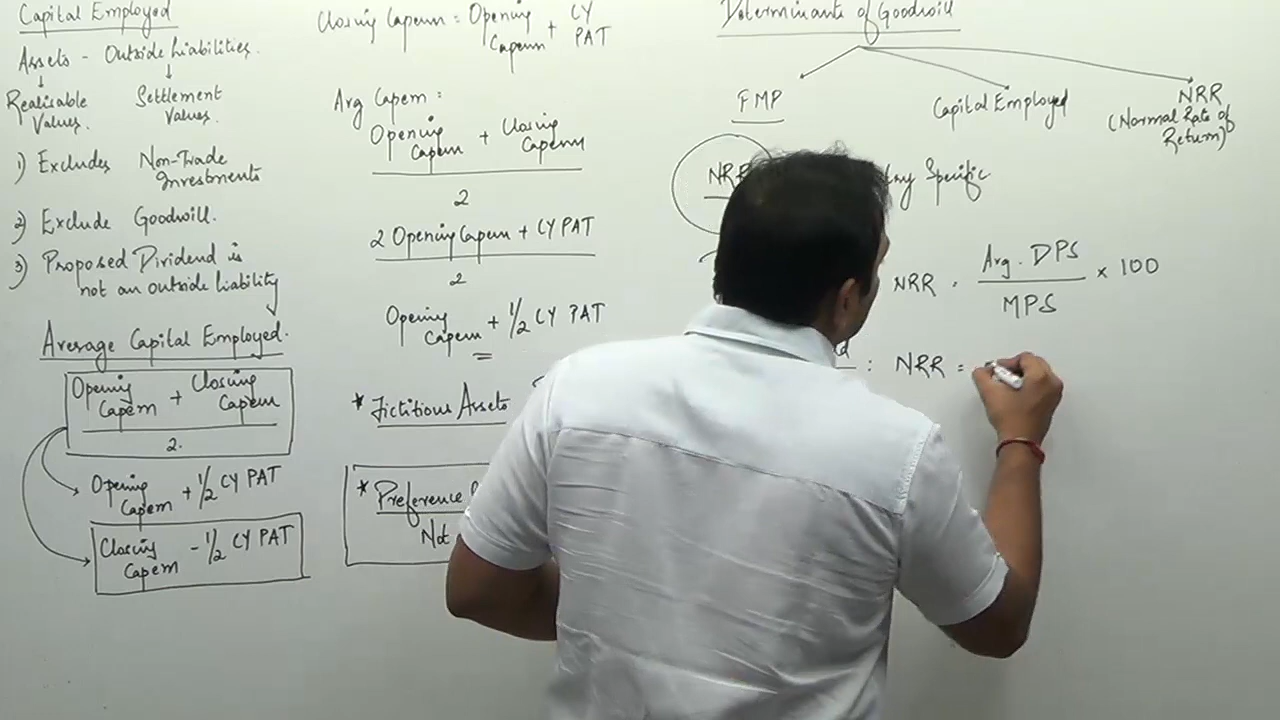 Capital Employed
Assets - Outside Liabilities.
Realisable Values.
Settlement Values.
1) Excludes Non-Trade Investments
2) Exclude Goodwill.
3) Proposed Dividend is
not an outside liability
Average Capital Employed.
Opening Capem + Closing Capem
2.
Opening Capem + 1/2 CY PAT
Closing Capem - 1/2 CY PAT
Closing Capem = Opening Capem + CY PAT
Avg Capem =
Opening Capem + Closing Capem
2
2 Opening Capem + CY PAT
2
Opening Capem + 1/2 CY PAT
* Fictitious Assets
* Preference
Not
Determinants of Goodwill
FMP
Capital Employed
NRR
(Normal Rate of Return)
NRR
Specific
NRR = Avg. DPS
MPS
× 100
: NRR =